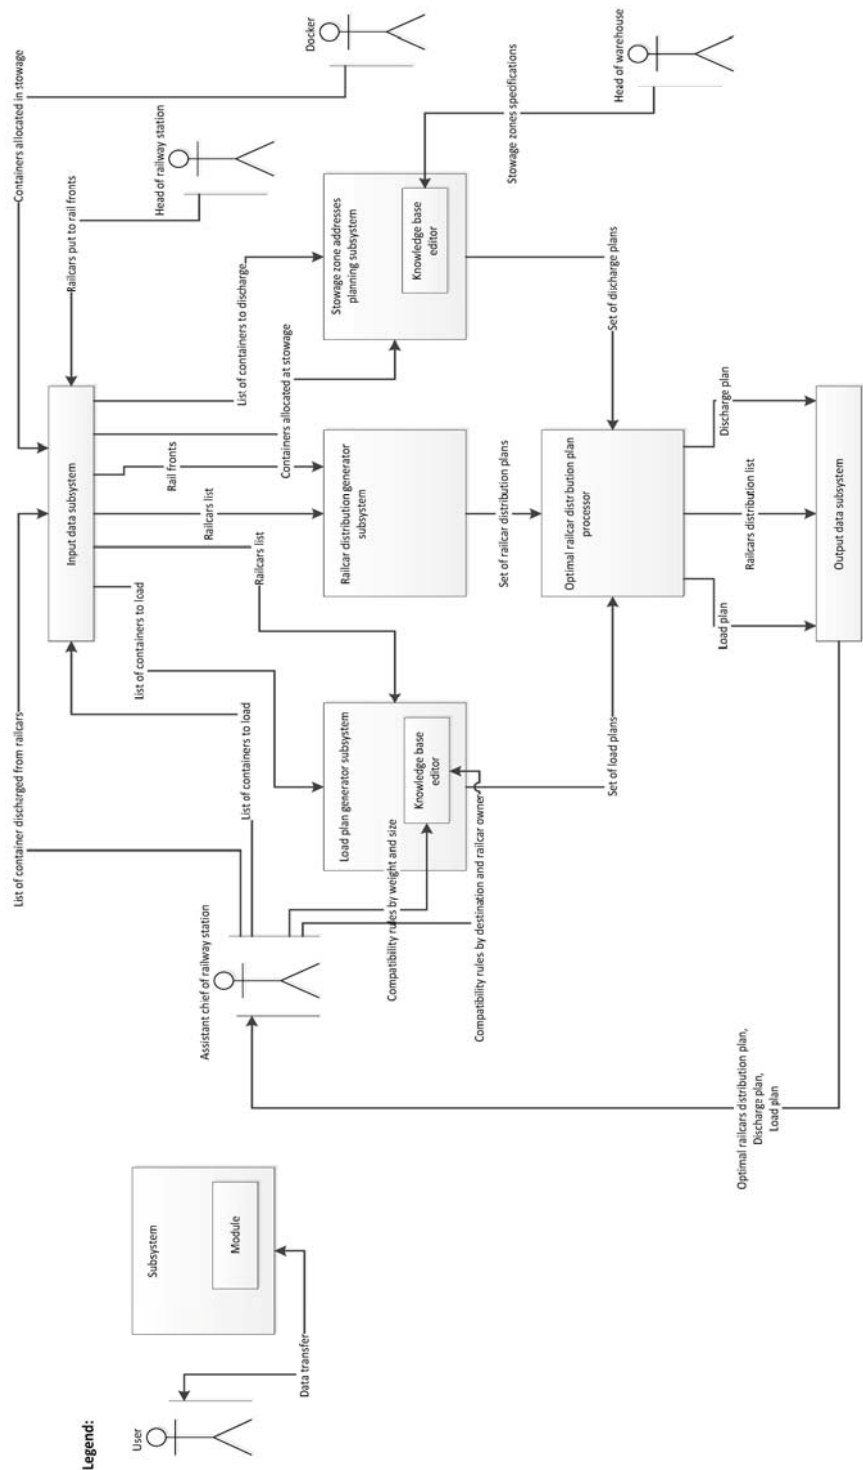 Legend:
User
Data transfer
Subsystem
Module
Optimal railcars distribution plan,
Discharge plan,
Load plan
Assistant chief of railway station
List of container discharged from railcars
List of containers to load
Compatibility rules by weight and size
Compatibility rules by destination and railcar owner
Input data subsystem
List of containers to load
Railcars list
Railcars list
Rail fronts
Containers allocated at stowage
List of containers to discharge
Railcars put to rail fronts
Containers allocated in stowage
Head of railway station
Docker
Head of warehouse
Stowage zones spectfications
Load plan generator subsystem
Knowledge base
editor
Railcar distribution generator
subsystem
Stowage zone addresses
planning subsystem
Knowledge base
editor
Set of load plans
Set of railcar distribution plans
Set of discharge plans
Optimal railcar distrbution plan
processor
Load plan
Railcars distribution list
Discharge plan
Output data subsystem